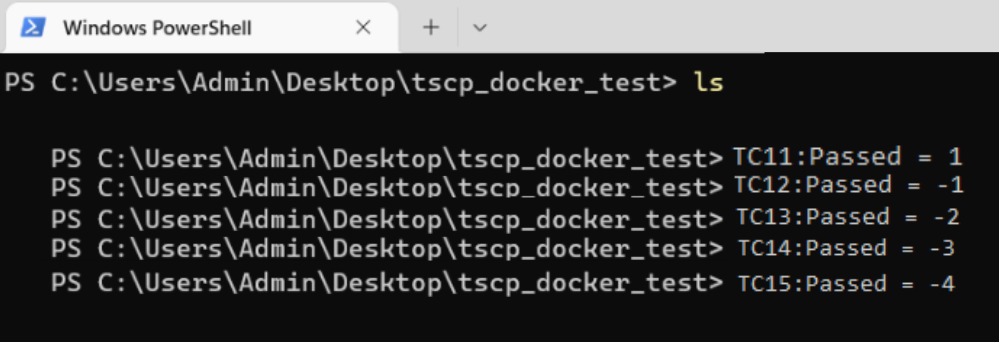 Windows PowerShell
PS C:\Users\Admin\Desktop\tscp_docker_test> ls
PS C:\Users\Admin\Desktop\tscp_docker_test> TC11:Passed = 1
PS C:\Users\Admin\Desktop\tscp_docker_test> TC12:Passed = -1
PS C:\Users\Admin\Desktop\tscp_docker_test> TC13:Passed = -2
PS C:\Users\Admin\Desktop\tscp_docker_test> TC14:Passed = -3
PS C:\Users\Admin\Desktop\tscp_docker_test> TC15:Passed = -4